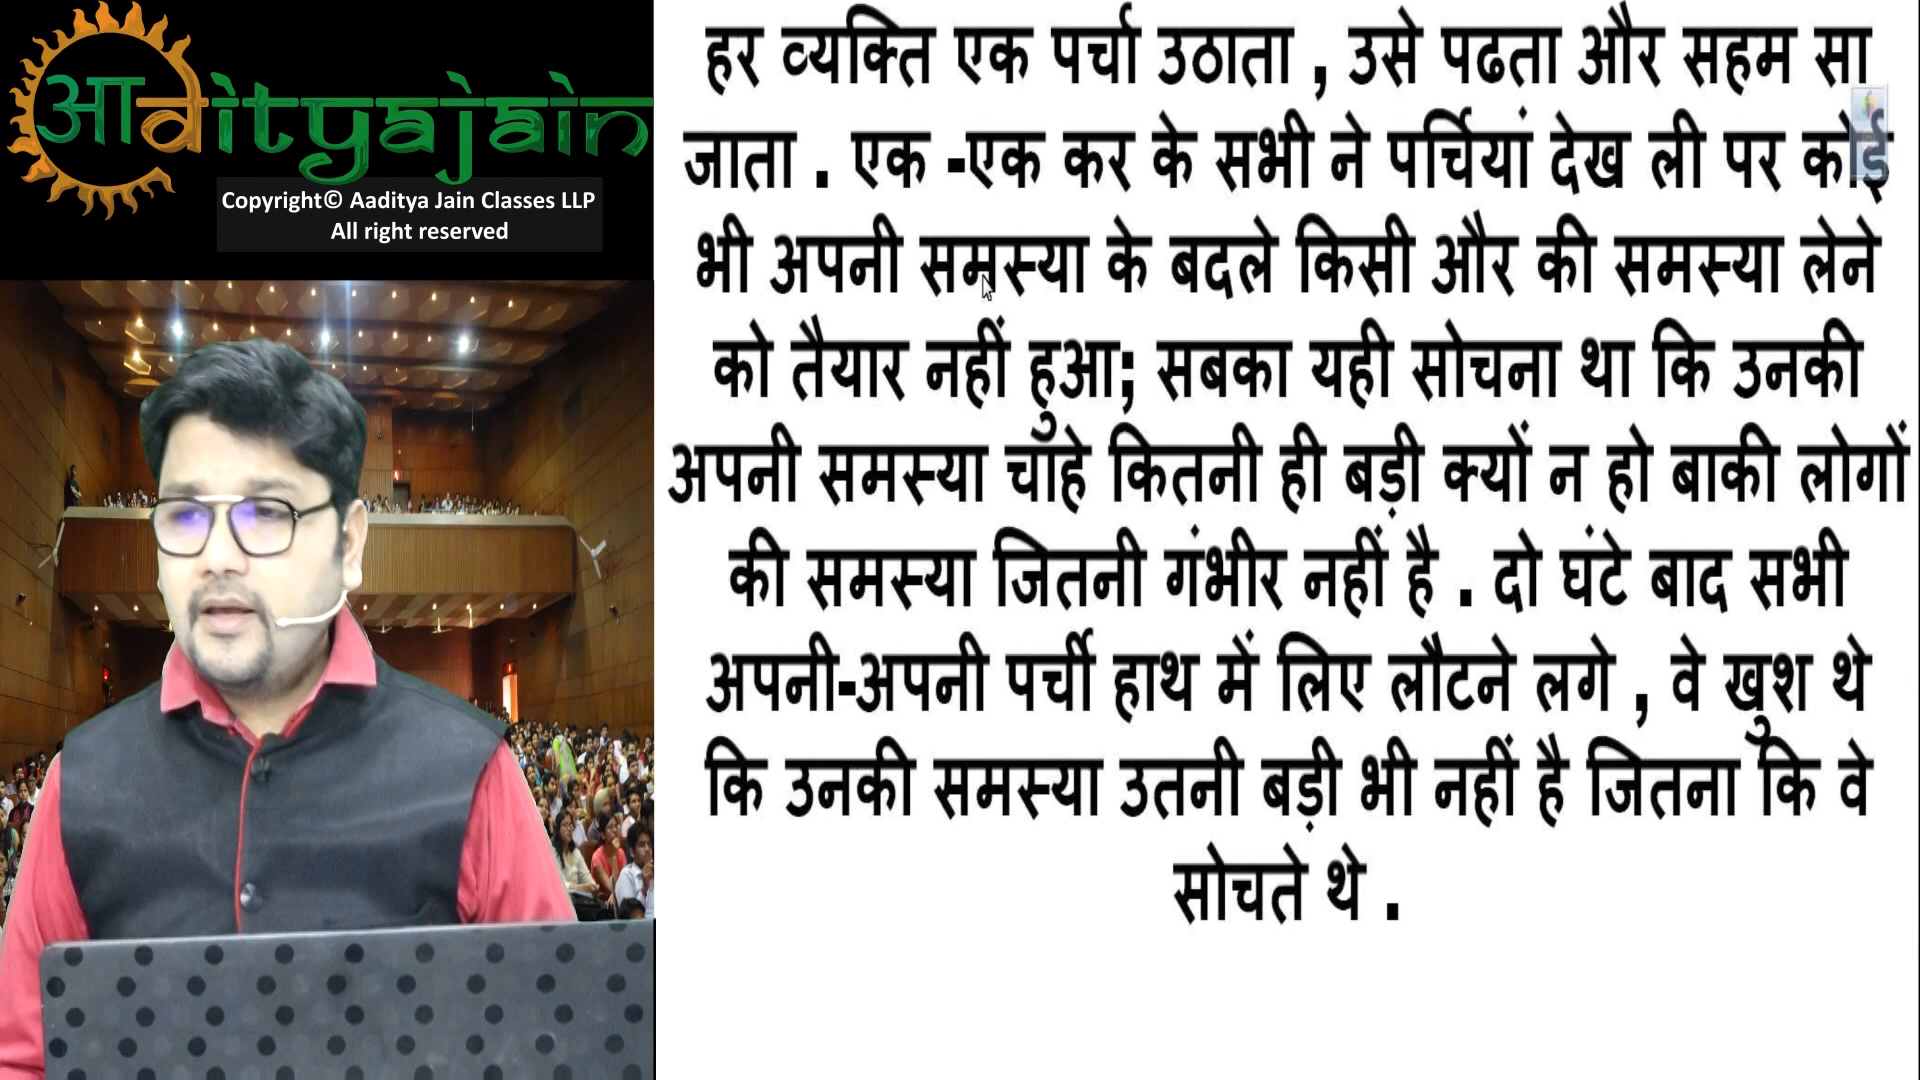 आdityajain
Copyright© Aaditya Jain Classes LLP
All right reserved
हर व्यक्ति एक पर्चा उठाता , उसे पढता और सहम सा
जाता . एक -एक कर के सभी ने पर्चियां देख ली पर कोई
भी अपनी समस्या के बदले किसी और की समस्या लेने
को तैयार नहीं हुआ; सबका यही सोचना था कि उनकी
अपनी समस्या चाहे कितनी ही बड़ी क्यों न हो बाकी लोगों
की समस्या जितनी गंभीर नहीं है . दो घंटे बाद सभी
अपनी-अपनी पर्ची हाथ में लिए लौटने लगे , वे खुश थे
कि उनकी समस्या उतनी बड़ी भी नहीं है जितना कि वे
सोचते थे .